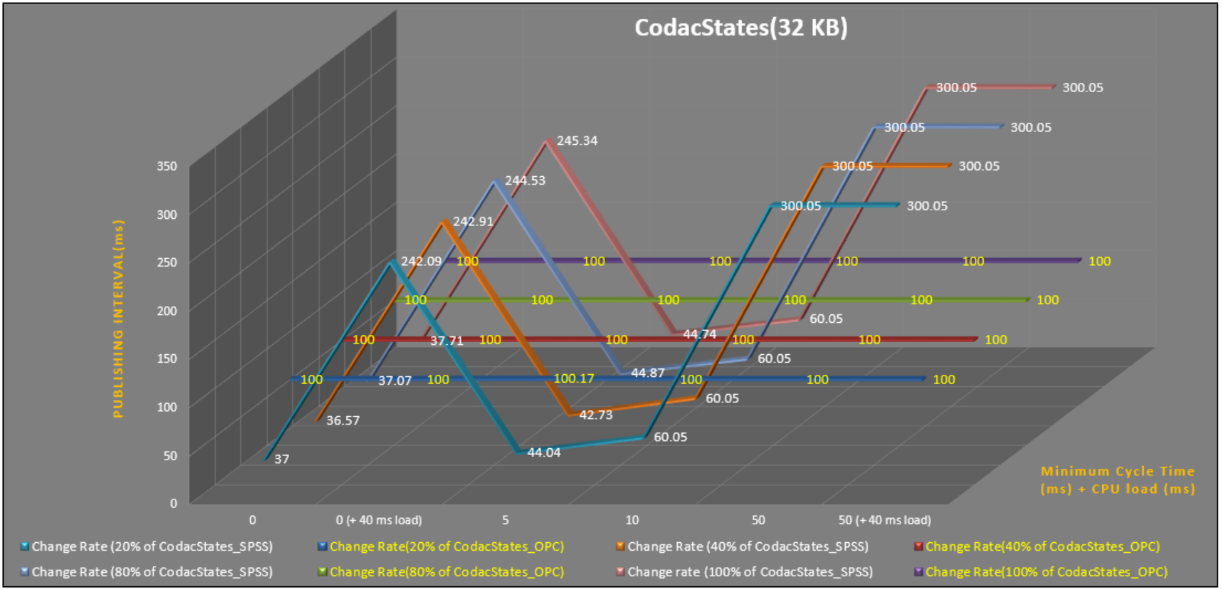 CodacStates(32 KB)
300.05 300.05
300.05 300.05
245.34
300.05 300.05
350
244.53
300.05 300.05
300
242.91
250
242.09 100 100 100 100 100 100
200
100 100 100 100 100 100
150
100 37.71 100 100 44.74 100 60.05 100 100
100
100 37.07 100 100.17 44.87 100 60.05 100 100
50
36.57 42.73 60.05
0
37 44.04 60.05
PUBLISHING INTERVAL(ms)
Minimum Cycle Time
(ms) + CPU load (ms)
0 0 (+ 40 ms load) 5 10 50 50 (+40 ms load)
Change Rate (20% of CodacStates_SPSS) Change Rate(20% of CodacStates_OPC) Change Rate (40% of CodacStates_SPSS) Change Rate(40% of CodacStates_OPC)
Change Rate (80% of CodacStates_SPSS) Change Rate(80% of CodacStates_OPC) Change rate (100% of CodacStates_SPSS) Change Rate(100% of CodacStates_OPC)